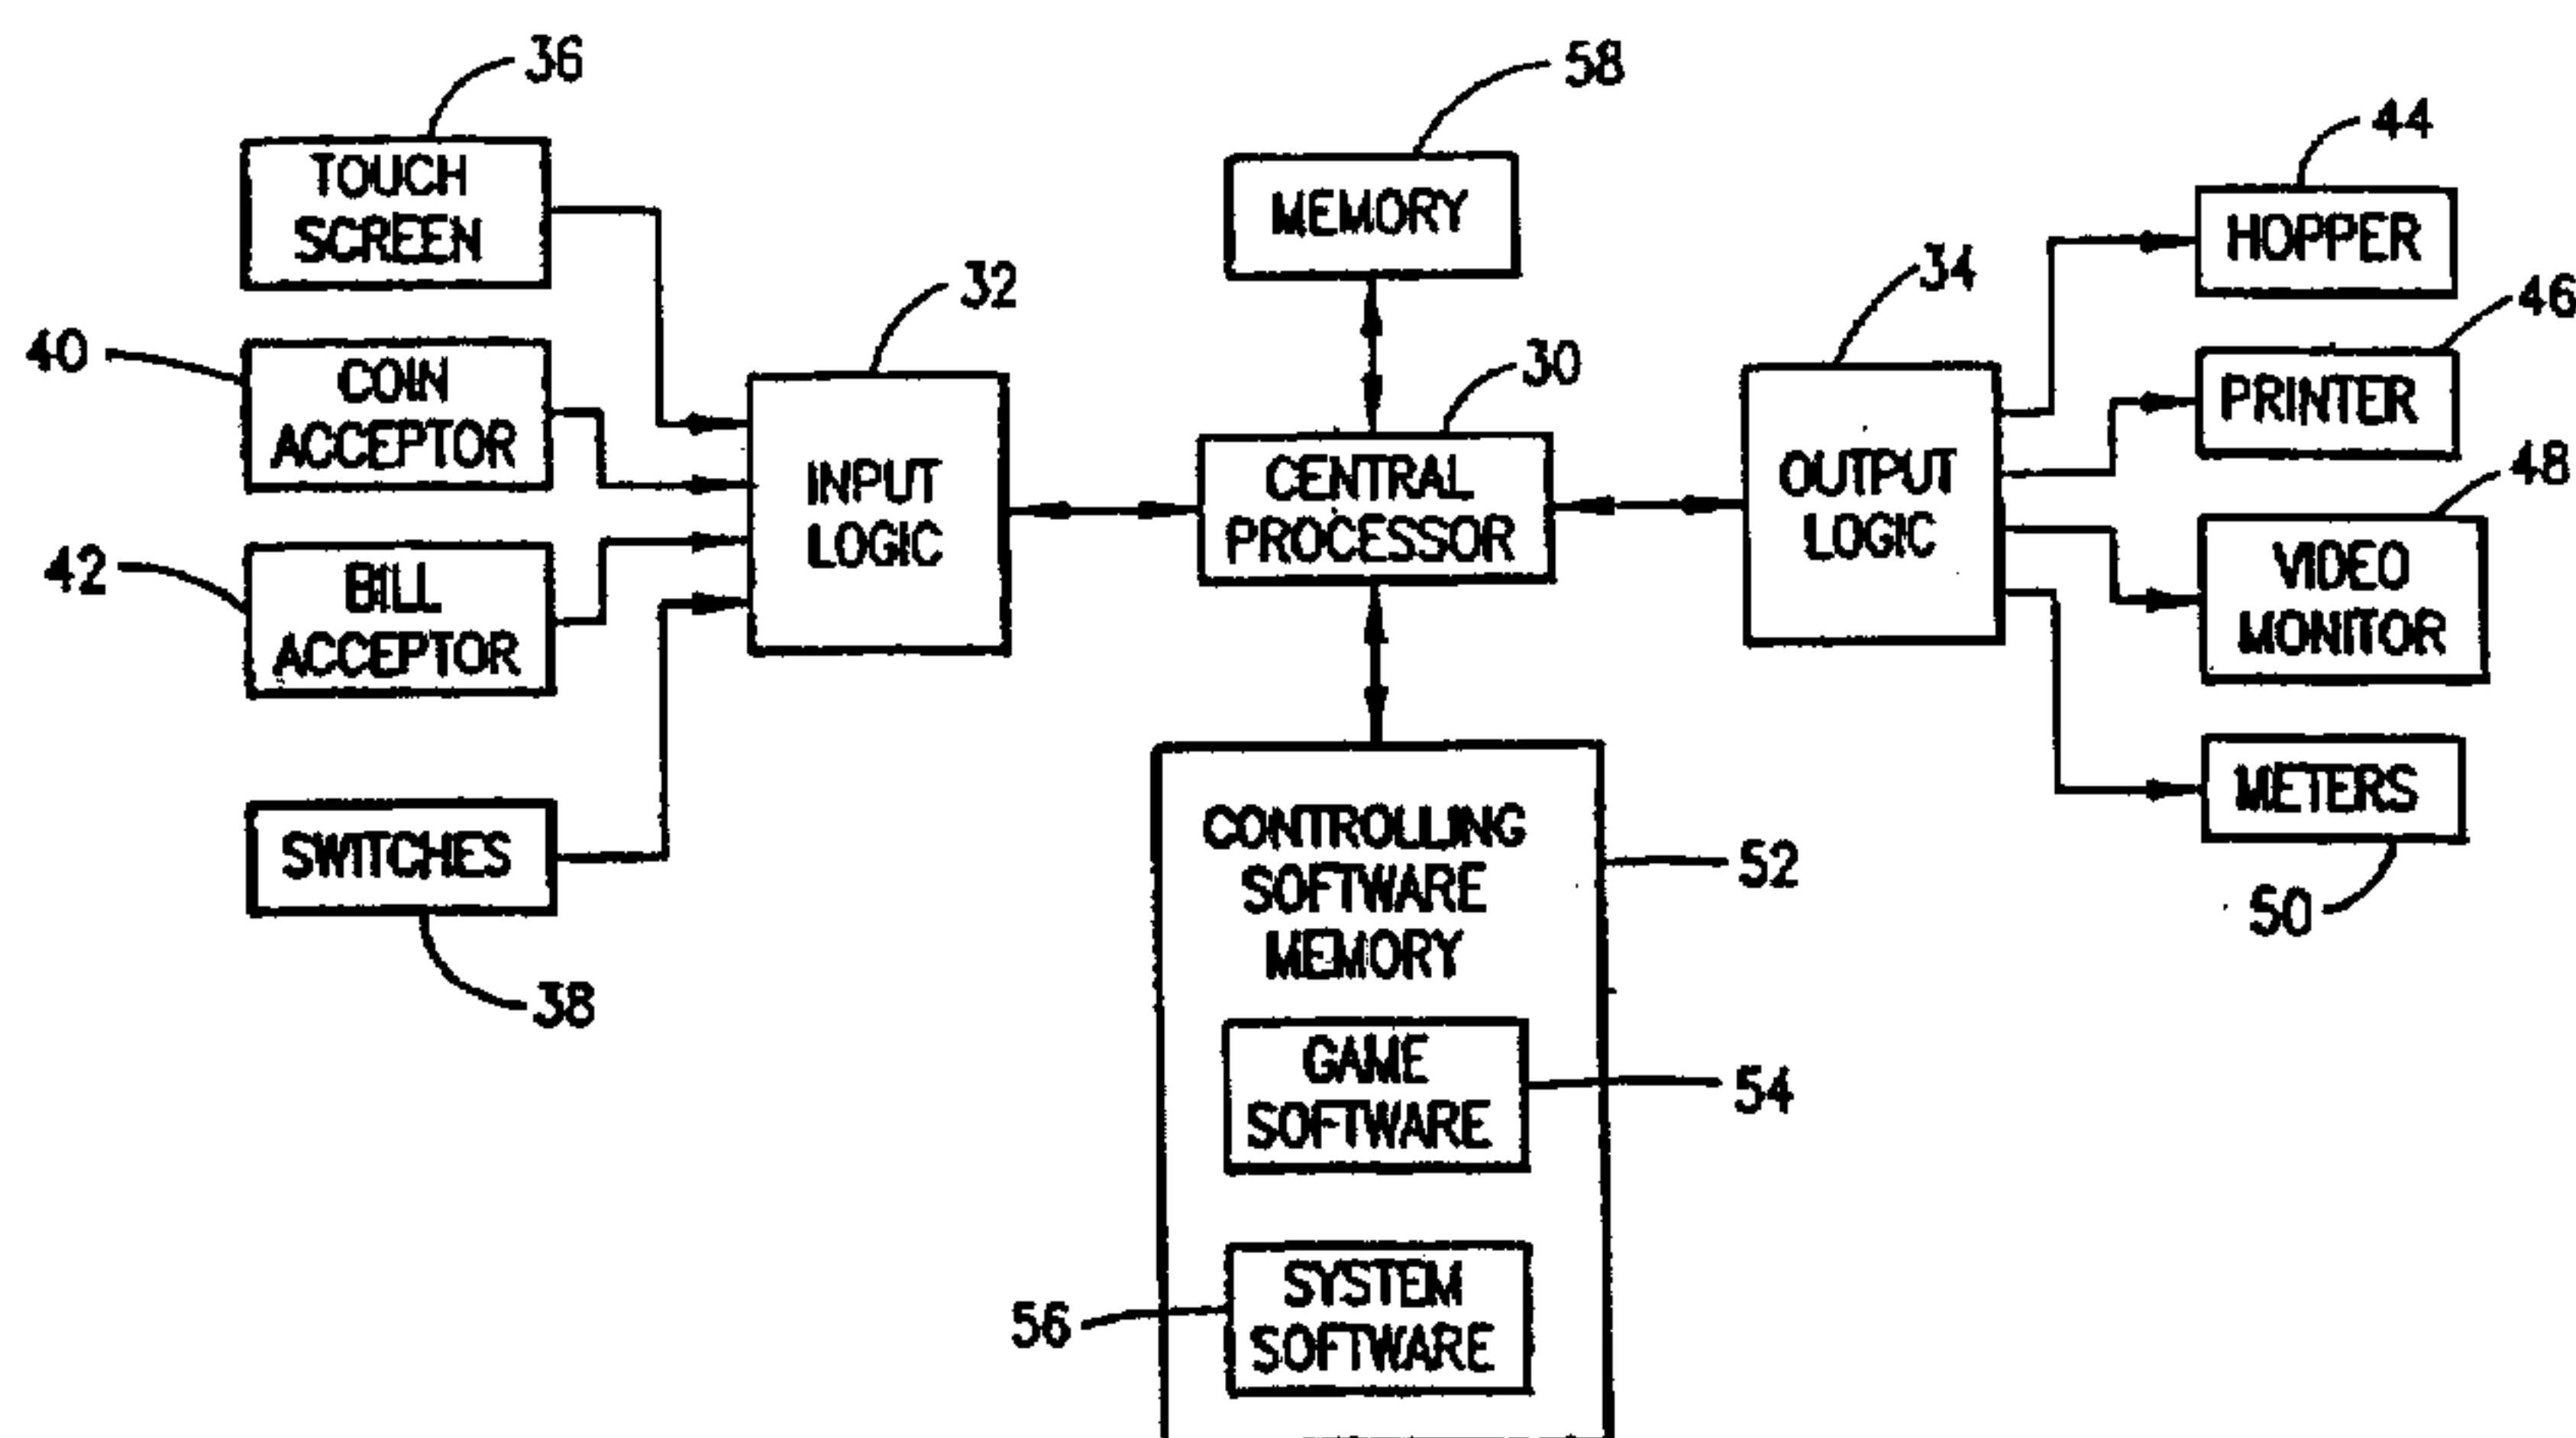 36
TOUCH
SCREEN
40
COIN
ACCEPTOR
42
BILL
ACCEPTOR
SWITCHES
38
32
INPUT
LOGIC
58
MEMORY
30
CENTRAL
PROCESSOR
CONTROLLING
SOFTWARE
MEMORY
52
GAME
SOFTWARE
54
SYSTEM
SOFTWARE
56
34
OUTPUT
LOGIC
44
HOPPER
46
PRINTER
48
VIDEO
MONITOR
METERS
50